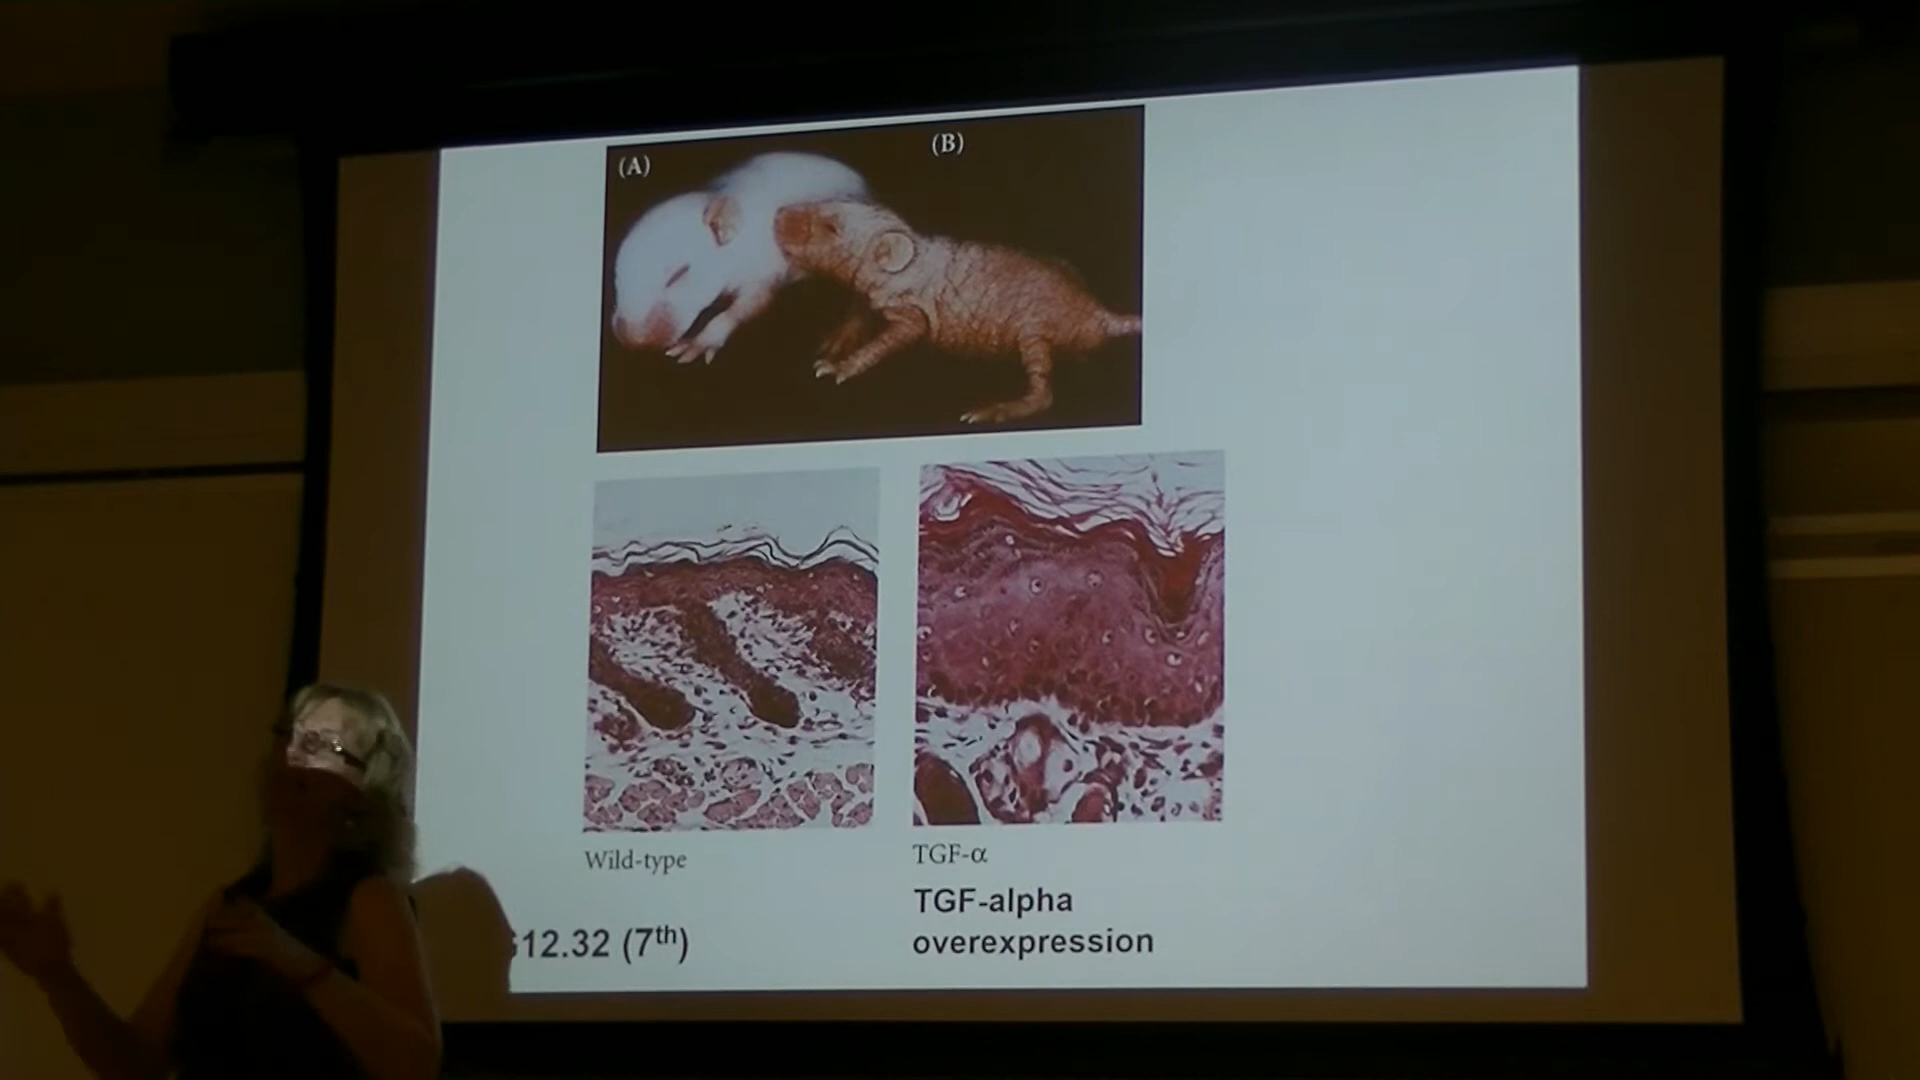 (A)
(B)
Wild-type
TGF-α
TGF-alpha
overexpression
12.32 (7th)